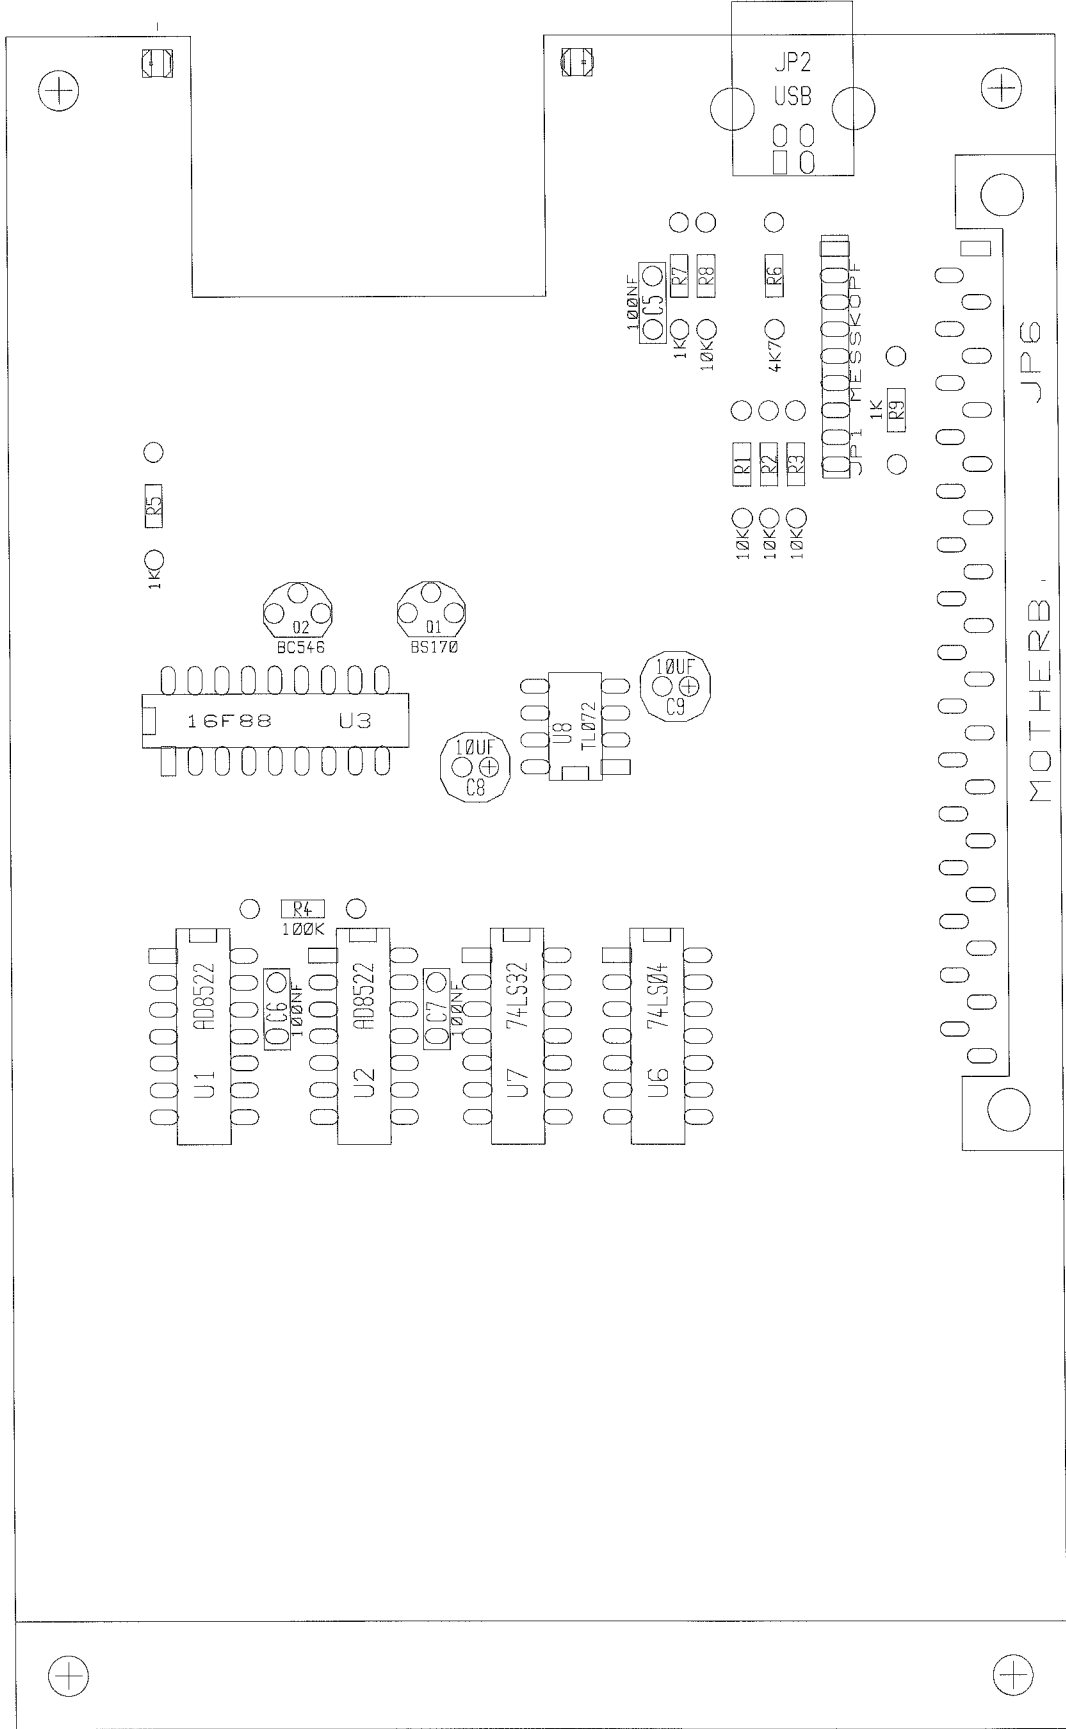 JP2
USB
100NF
C5
R7
1K
R8
10K
R6
4K7
JP1 MESSKOPF
1K
R9
JP6
MOTHERB.
R1
10K
R2
10K
R3
10K
R5
1K
Q2
BC546
Q1
BS170
16F88 U3
10UF
C8
U8
TL072
10UF
C9
R4
100K
U1 AD8522
C6
100NF
U2 AD8522
C7
100NF
U7 74LS32
U6 74LS04